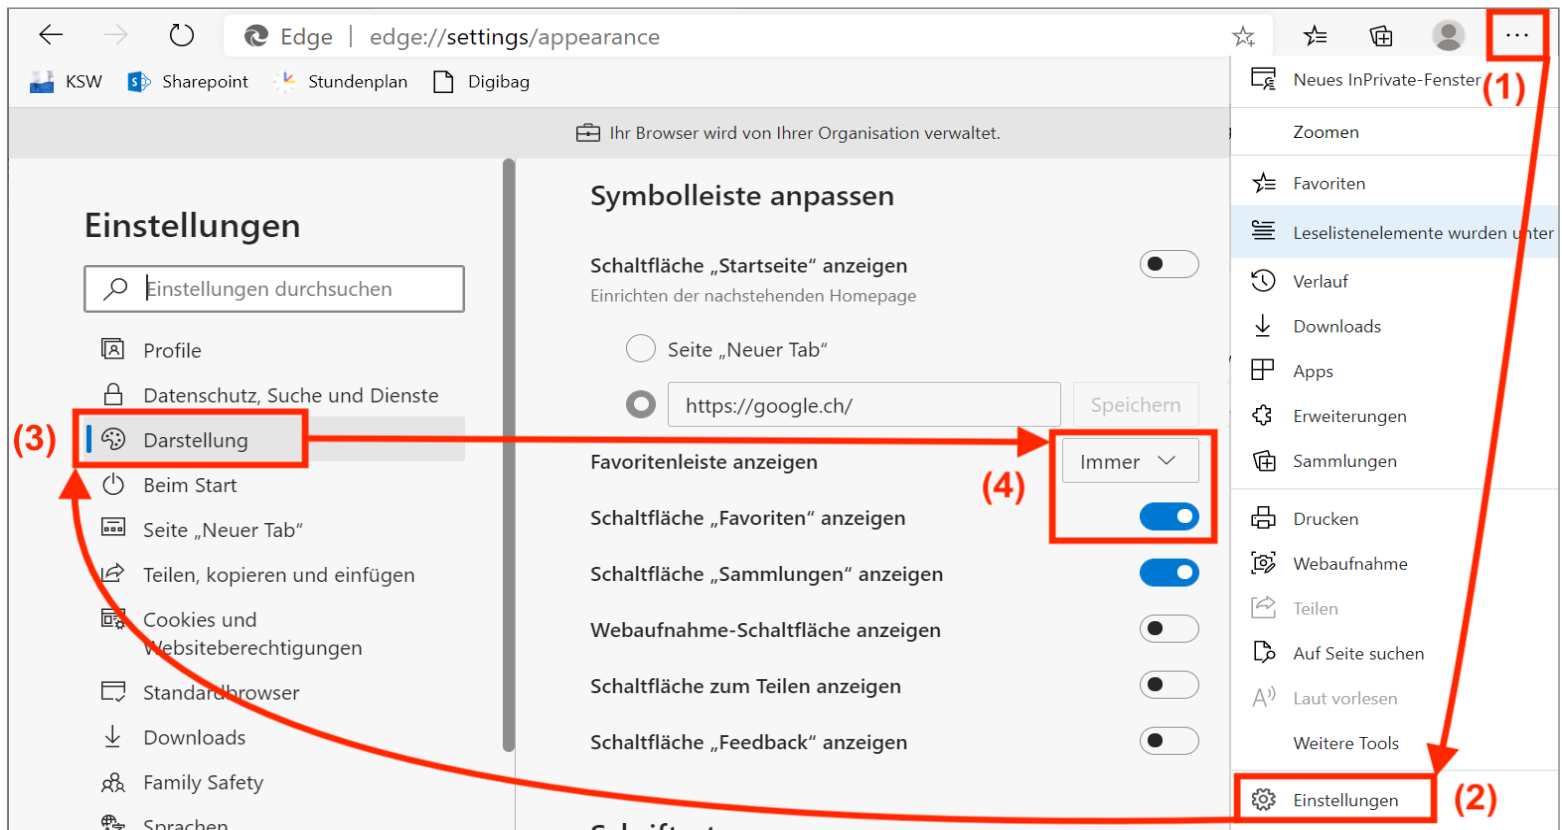 Edge | edge://settings/appearance
KSW Sharepoint Stundenplan Digibag
Ihr Browser wird von Ihrer Organisation verwaltet.
Einstellungen
Einstellungen durchsuchen
Profile
Datenschutz, Suche und Dienste
(3) Darstellung
Beim Start
Seite „Neuer Tab“
Teilen, kopieren und einfügen
Cookies und
Websiteberechtigungen
Standardbrowser
Downloads
Family Safety
Sprachen
Symbolleiste anpassen
Schaltfläche „Startseite“ anzeigen
Einrichten der nachstehenden Homepage
Seite „Neuer Tab“
https://google.ch/ Speichern
Favoritenleiste anzeigen Immer
(4)
Schaltfläche „Favoriten“ anzeigen
Schaltfläche „Sammlungen“ anzeigen
Webaufnahme-Schaltfläche anzeigen
Schaltfläche zum Teilen anzeigen
Schaltfläche „Feedback“ anzeigen
(1)
Neues InPrivate-Fenster
Zoomen
Favoriten
Leselistenelemente wurden unter
Verlauf
Downloads
Apps
Erweiterungen
Sammlungen
Drucken
Webaufnahme
Teilen
Auf Seite suchen
Laut vorlesen
Weitere Tools
Einstellungen (2)